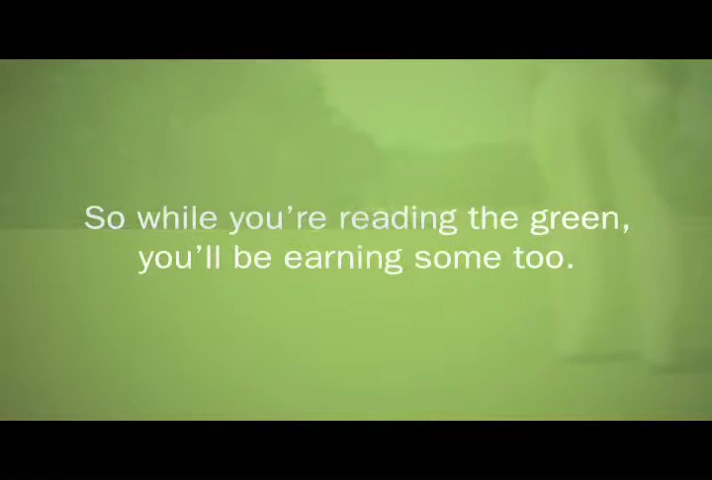 So while you’re reading the green,
you’ll be earning some too.